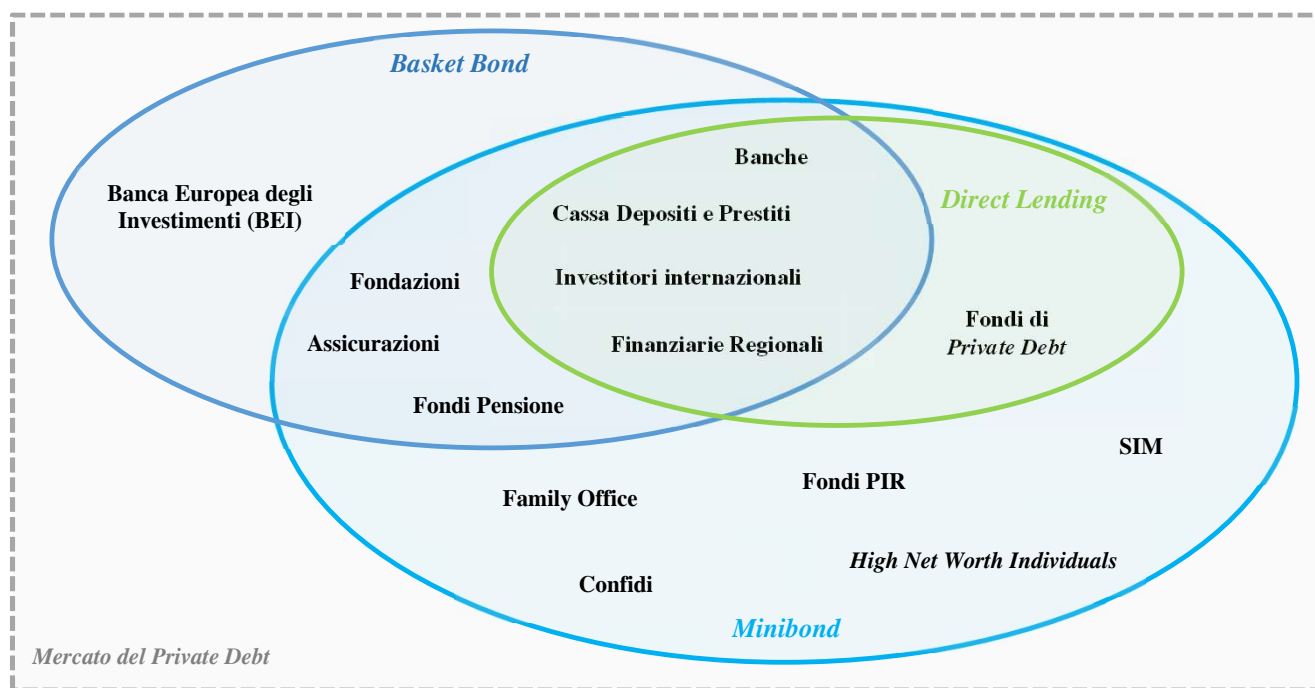 Basket Bond
Banche
Banca Europea degli
Investimenti (BEI)
Direct Lending
Cassa Depositi e Prestiti
Fondazioni
Investitori internazionali
Fondi di
Private Debt
Assicurazioni
Finanziarie Regionali
Fondi Pensione
SIM
Fondi PIR
Family Office
High Net Worth Individuals
Confidi
Minibond
Mercato del Private Debt